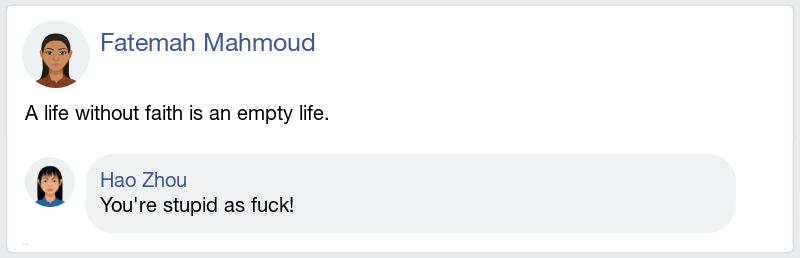 Fatemah Mahmoud
A life without faith is an empty life.
Hao Zhou
You're stupid as fuck!